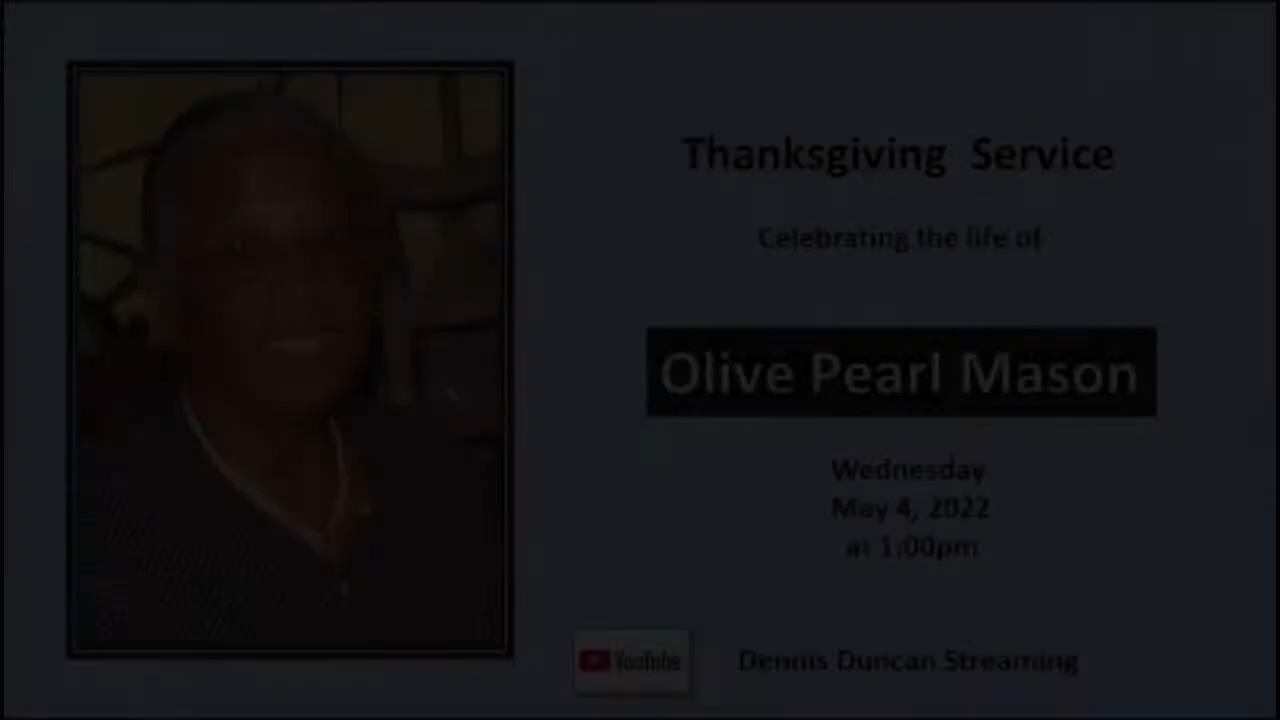 Thanksgiving Service
Celebrating the life of
Olive Pearl Mason
Wednesday
May 4, 2022
at 1:00pm
YouTube
Dennis Duncan Streaming